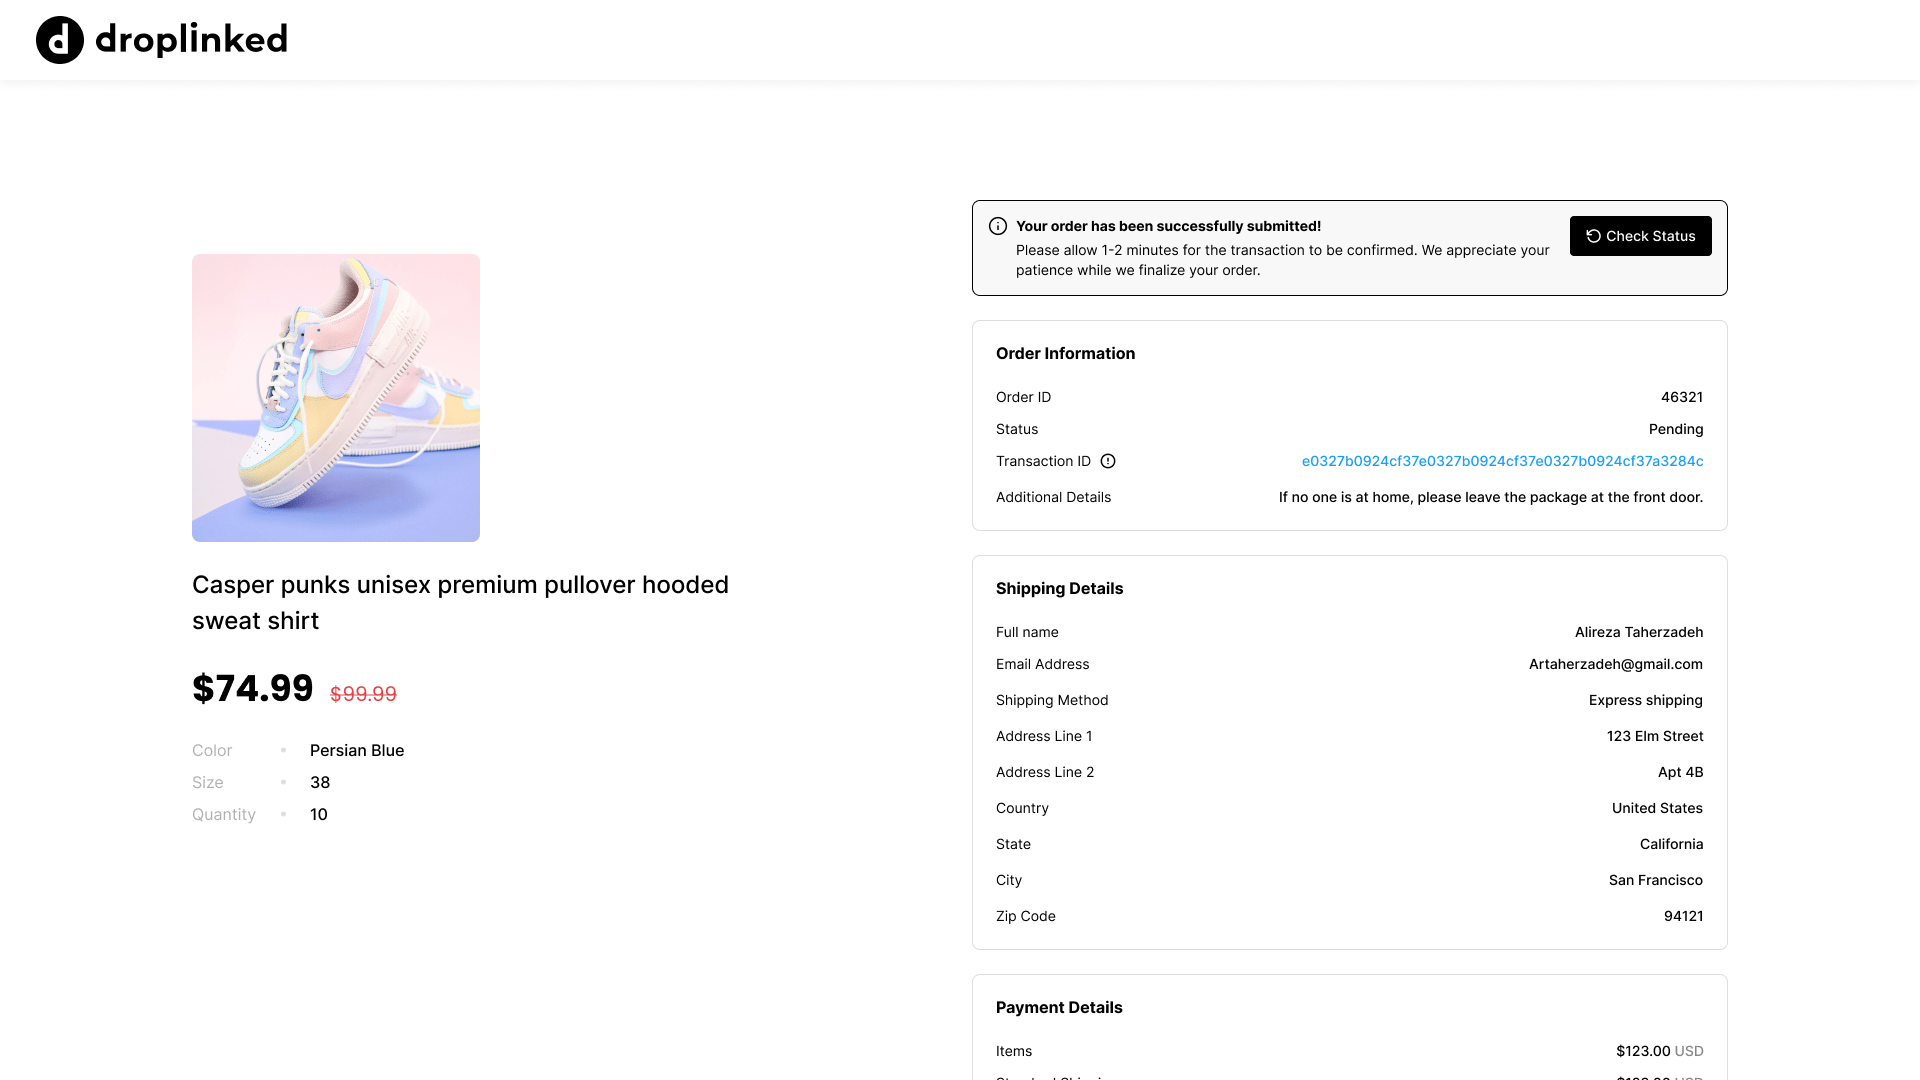 droplinked
Your order has been successfully submitted!
Please allow 1-2 minutes for the transaction to be confirmed. We appreciate your
patience while we finalize your order.
Check Status
Casper punks unisex premium pullover hooded
sweat shirt
$74.99 $99.99
Color Persian Blue
Size 38
Quantity 10
Order Information
Order ID 46321
Status Pending
Transaction ID e0327b0924cf37e0327b0924cf37e0327b0924cf37a3284c
Additional Details If no one is at home, please leave the package at the front door.
Shipping Details
Full name Alireza Taherzadeh
Email Address Artaherzadeh@gmail.com
Shipping Method Express shipping
Address Line 1 123 Elm Street
Address Line 2 Apt 4B
Country United States
State California
City San Francisco
Zip Code 94121
Payment Details
Items $123.00 USD